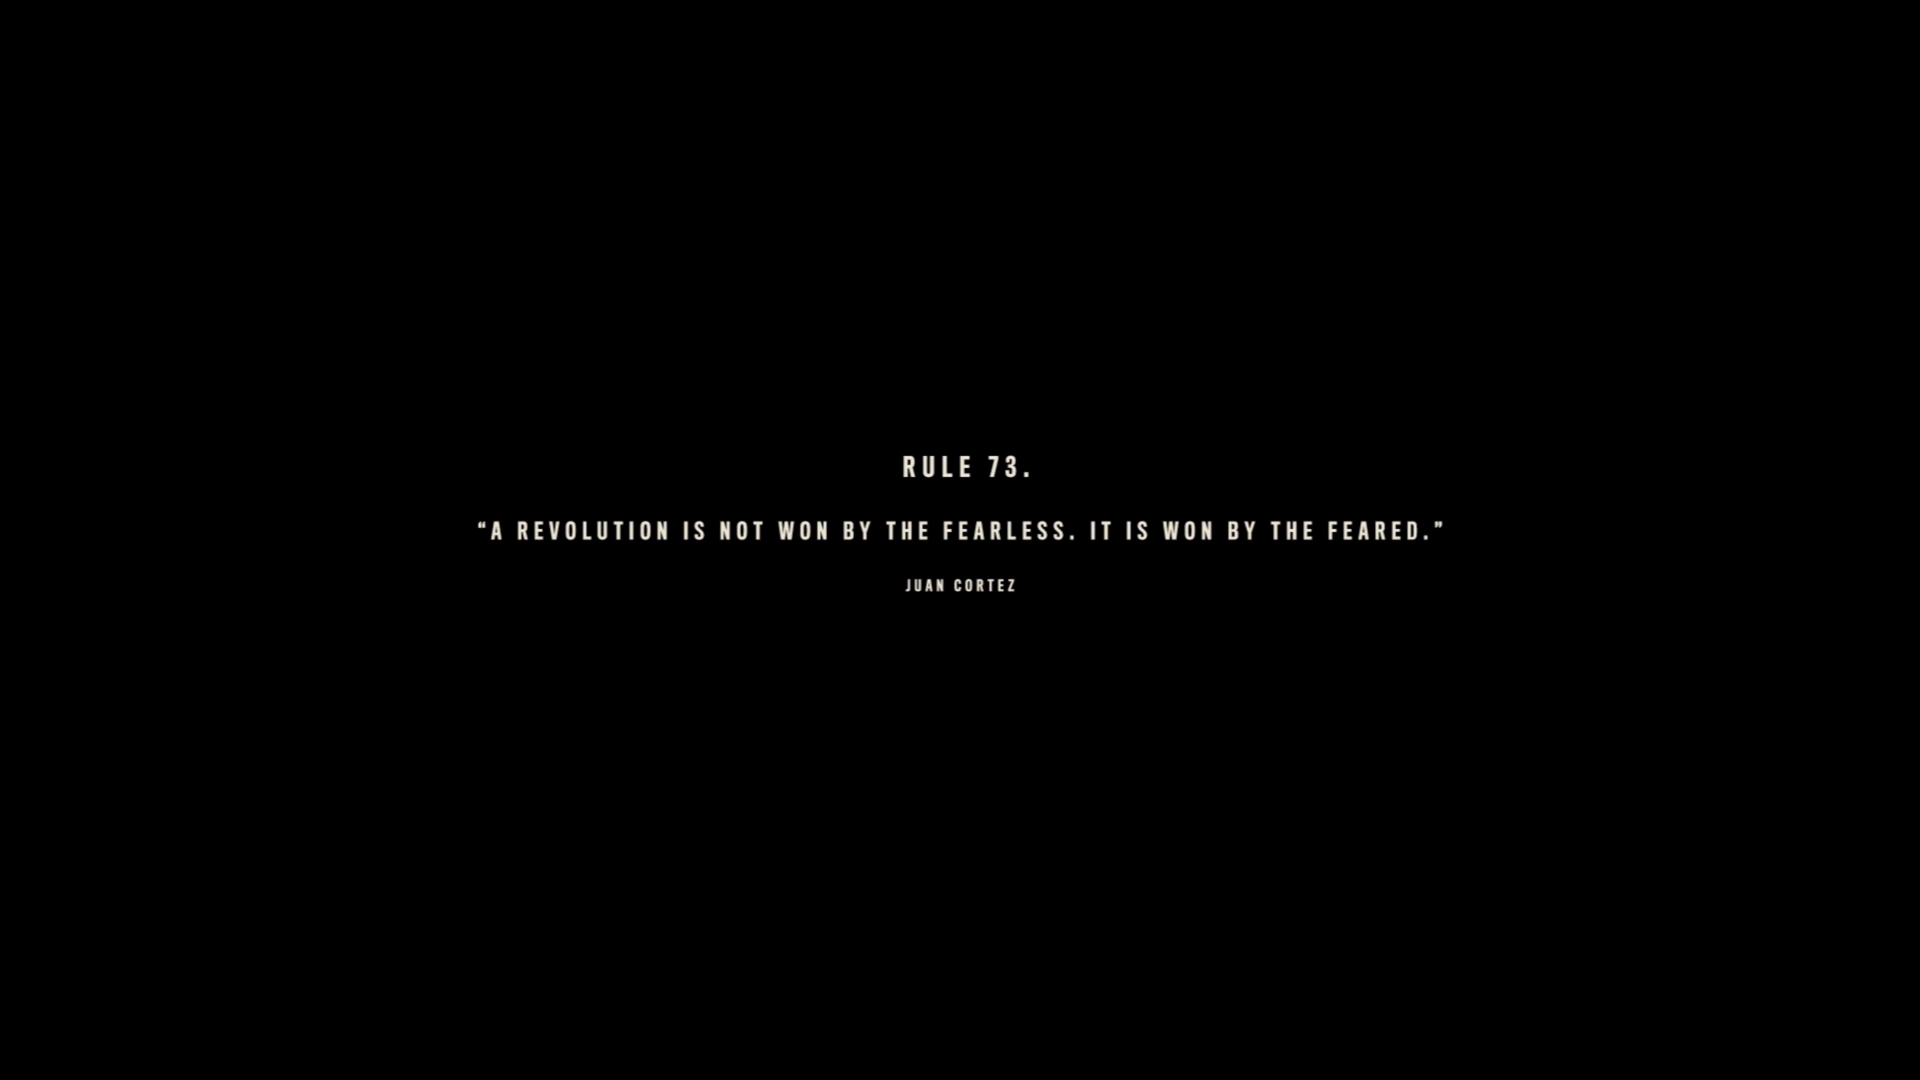 RULE 73.
“A REVOLUTION IS NOT WON BY THE FEARLESS. IT IS WON BY THE FEARED.”
JUAN CORTEZ